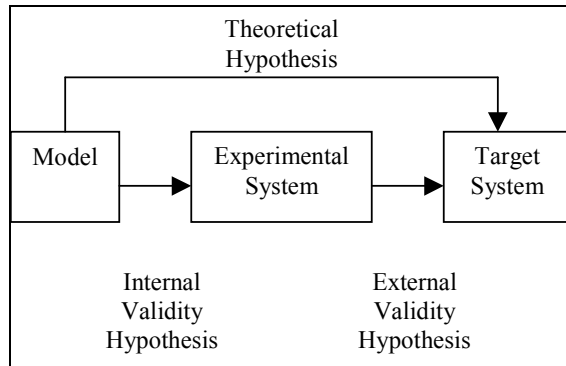 Theoretical
Hypothesis
Model
Experimental
System
Target
System
Internal
Validity
Hypothesis
External
Validity
Hypothesis